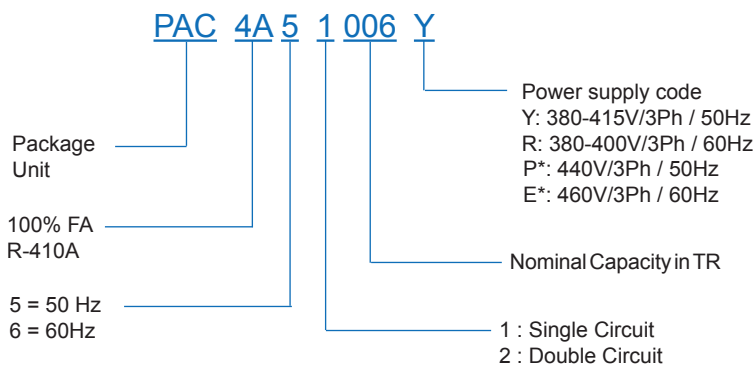 PAC 4A 5 1 006 Y
Power supply code
Y: 380-415V/3Ph / 50Hz
R: 380-400V/3Ph / 60Hz
P*: 440V/3Ph / 50Hz
E*: 460V/3Ph / 60Hz
Package
Unit
100% FA
R-410A
Nominal Capacity in TR
5 = 50 Hz
6 = 60Hz
1 : Single Circuit
2 : Double Circuit